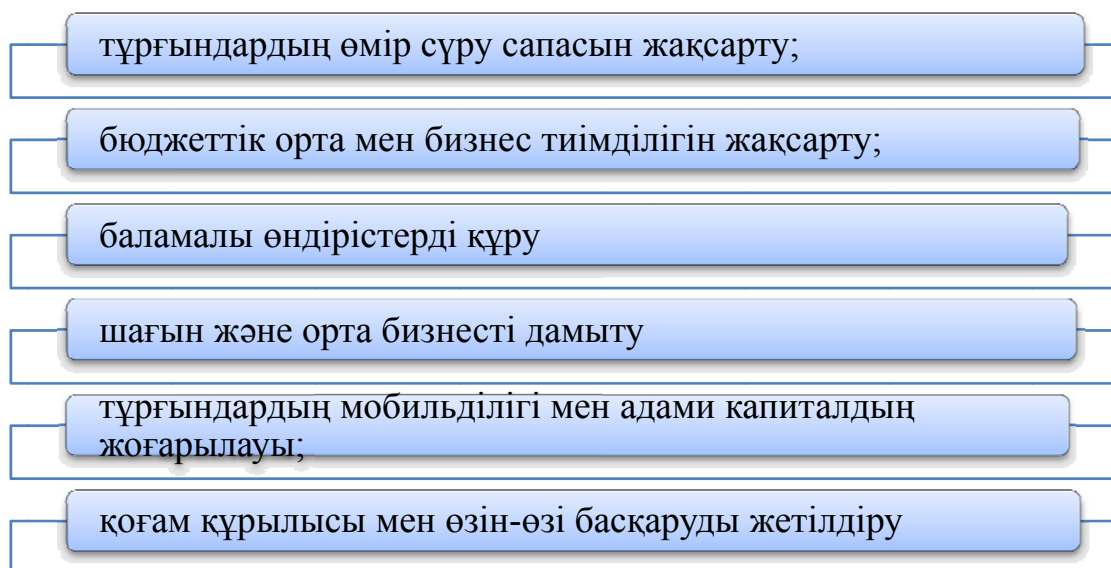 тұрғындардың өмір сүру сапасын жақсарту;
бюджеттік орта мен бизнес тиімділігін жақсарту;
баламалы өндірістерді құру
шағын және орта бизнесті дамыту
тұрғындардың мобильділігі мен адами капиталдың
жоғарылауы;
қоғам құрылысы мен өзін-өзі басқаруды жетілдіру